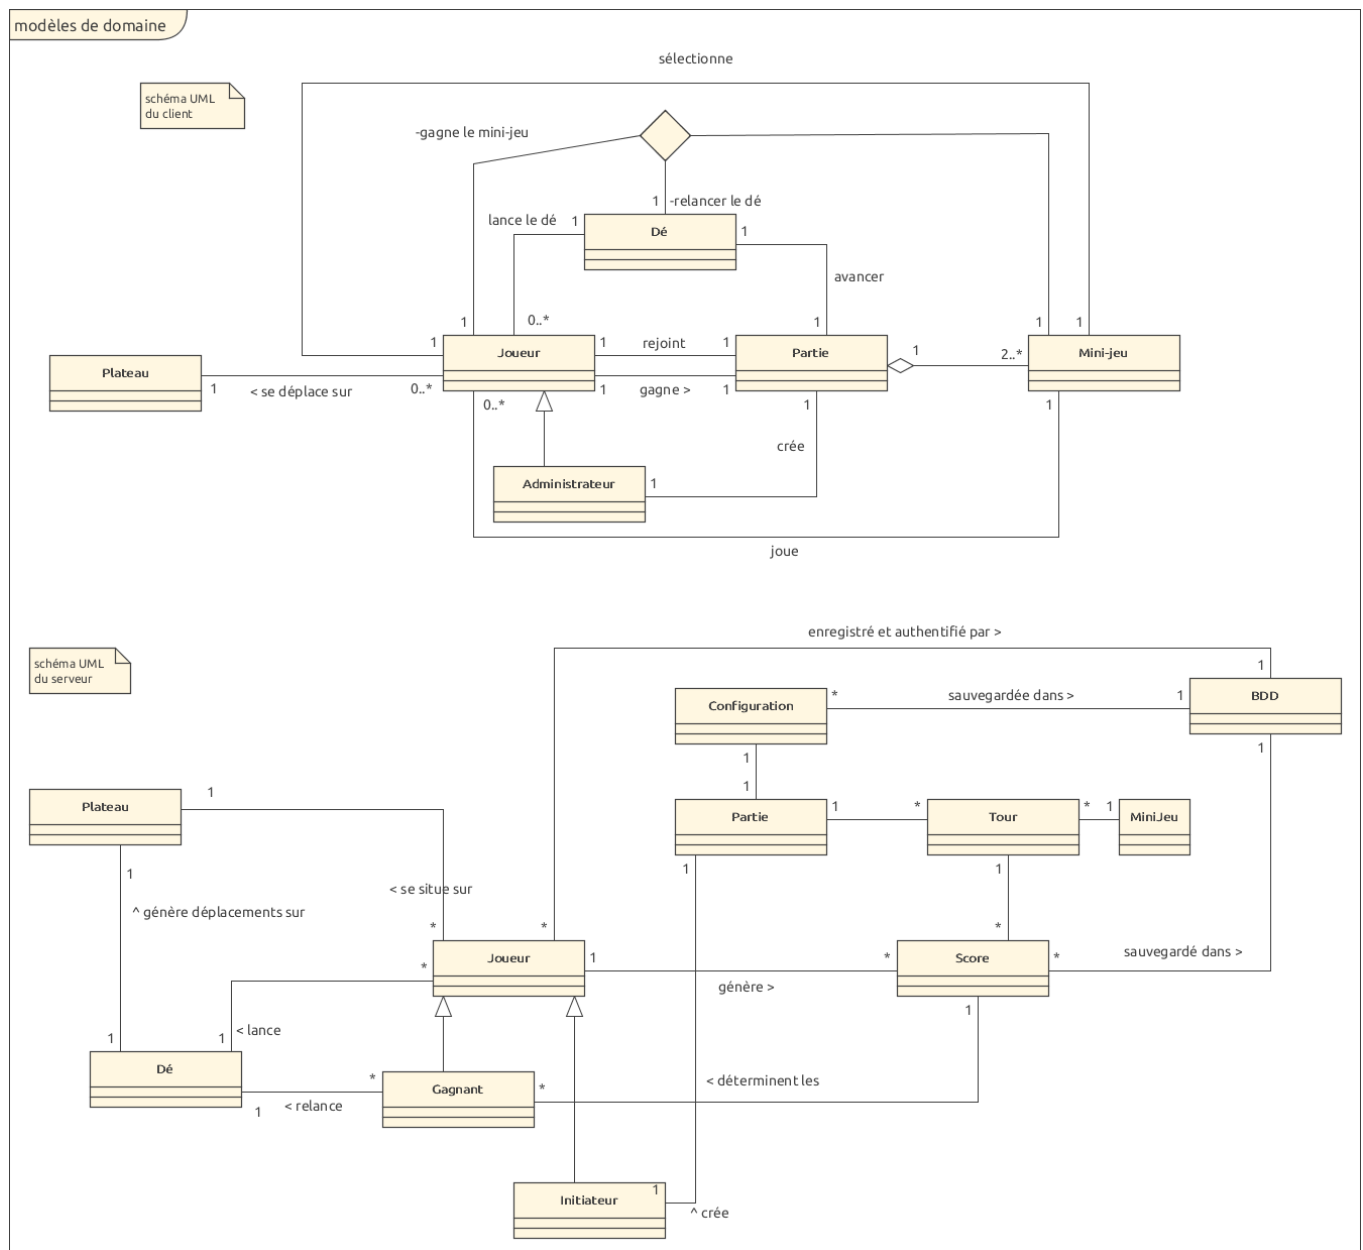 modèles de domaine
sélectionne
schéma UML
du client
-gagne le mini-jeu
1
-relancer le dé
lance le dé
1
Dé
1
avancer
1
0..*
1
1
1
1
Joueur
1
rejoint
1
Partie
1
2..*
Mini-jeu
Plateau
1
< se déplace sur
0..*
0..*
1
gagne >
1
1
1
crée
Administrateur
1
joue
enregistré et authentifié par >
schéma UML
du serveur
1
Configuration
*
sauvegardée dans >
1
BDD
1
1
1
Plateau
1
Partie
1
*
Tour
*
1
MiniJeu
1
1
1
< se situe sur
^ génère déplacements sur
*
*
*
Joueur
1
*
Score
*
sauvegardé dans >
*
génère >
1
1
1
< lance
Dé
*
Gagnant
*
< déterminent les
1
< relance
Initiateur
1
^ crée